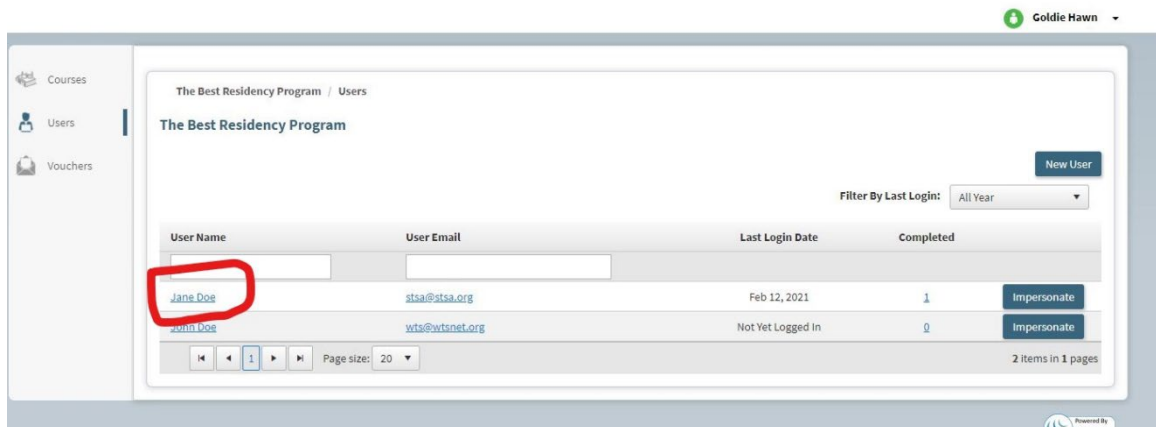 Goldie Hawn
Courses
Users
Vouchers
The Best Residency Program / Users
The Best Residency Program
New User
Filter By Last Login: All Year
User Name User Email Last Login Date Completed
Jane Doe stsa@stsa.org Feb 12, 2021 1 Impersonate
John Doe wts@wtsnet.org Not Yet Logged In 0 Impersonate
1 Page size: 20 2 items in 1 pages
Powered By